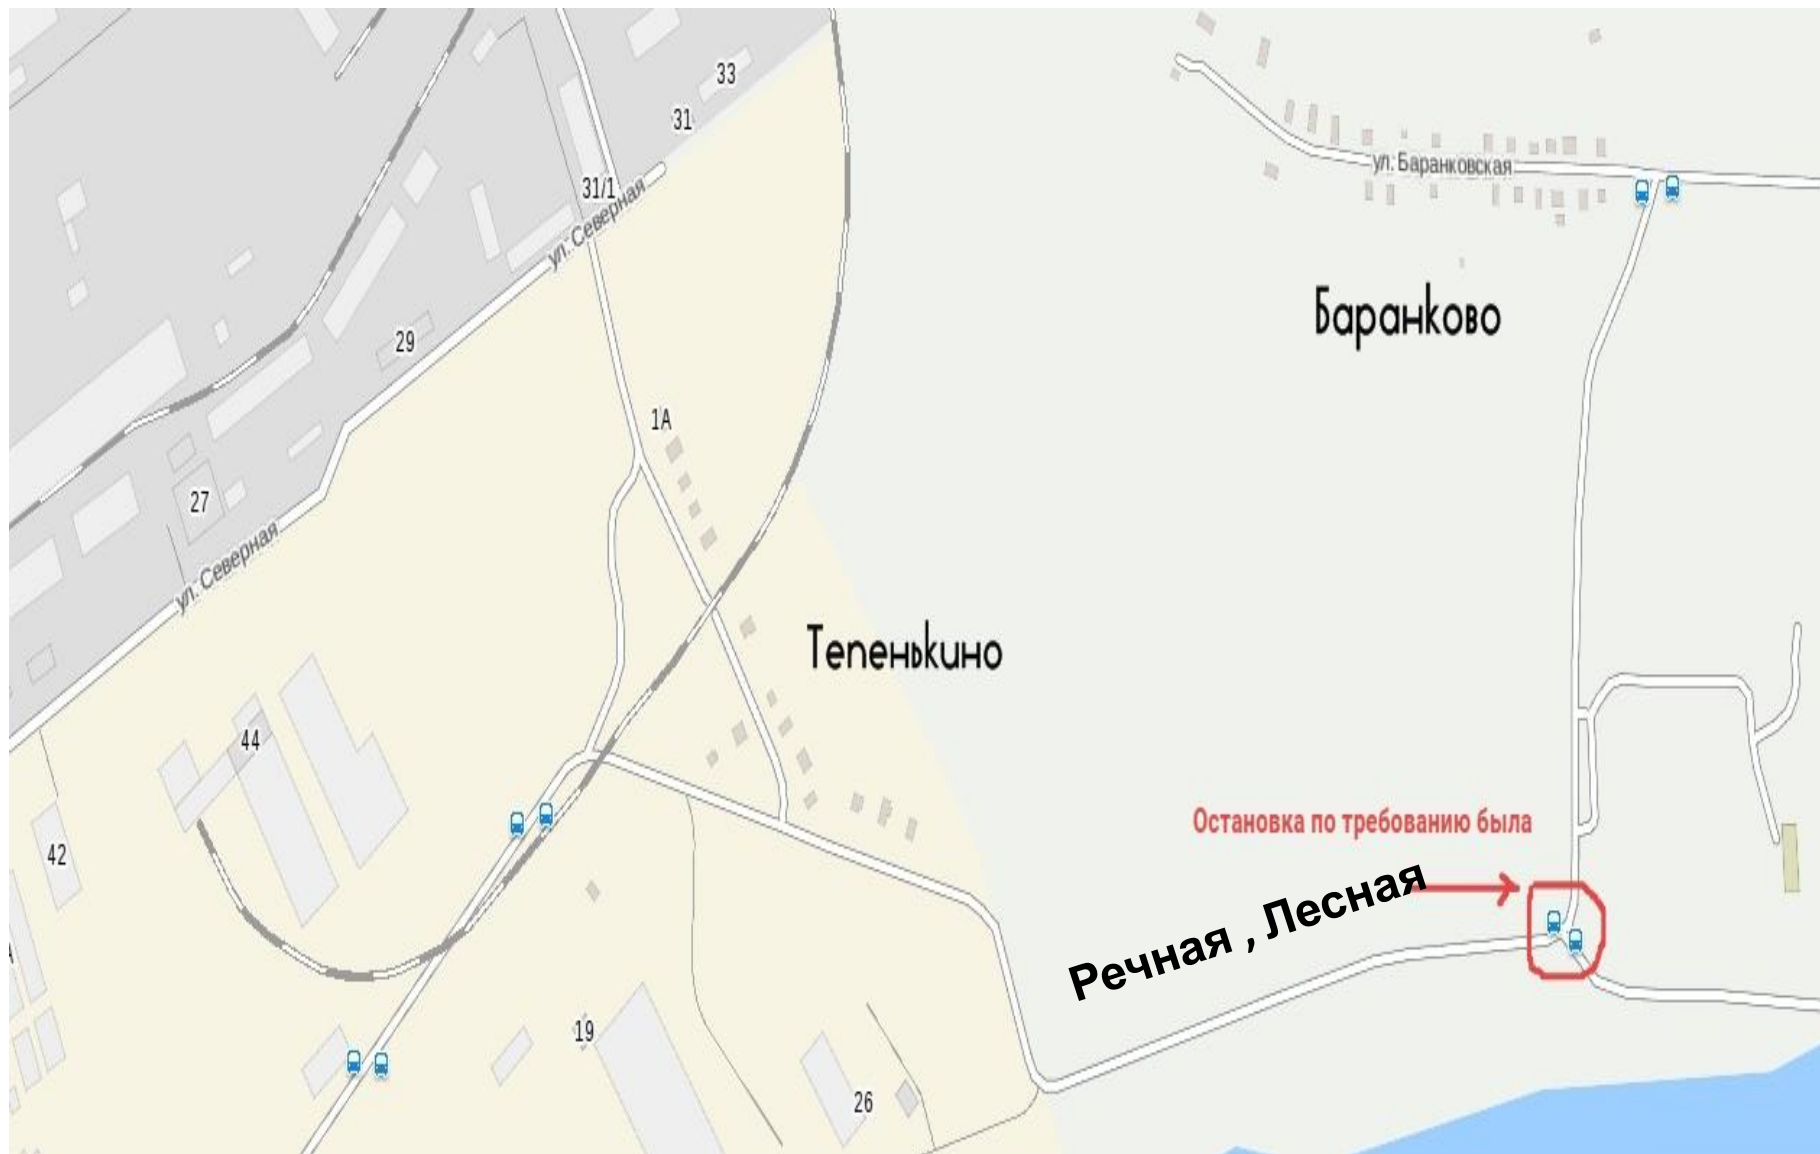 33
31
31/1
ул. Северная
ул. Баранковская
Баранково
29
1А
27
ул. Северная
Тепенькино
44
Остановка по требованию была
42
Речная , Лесная
19
26